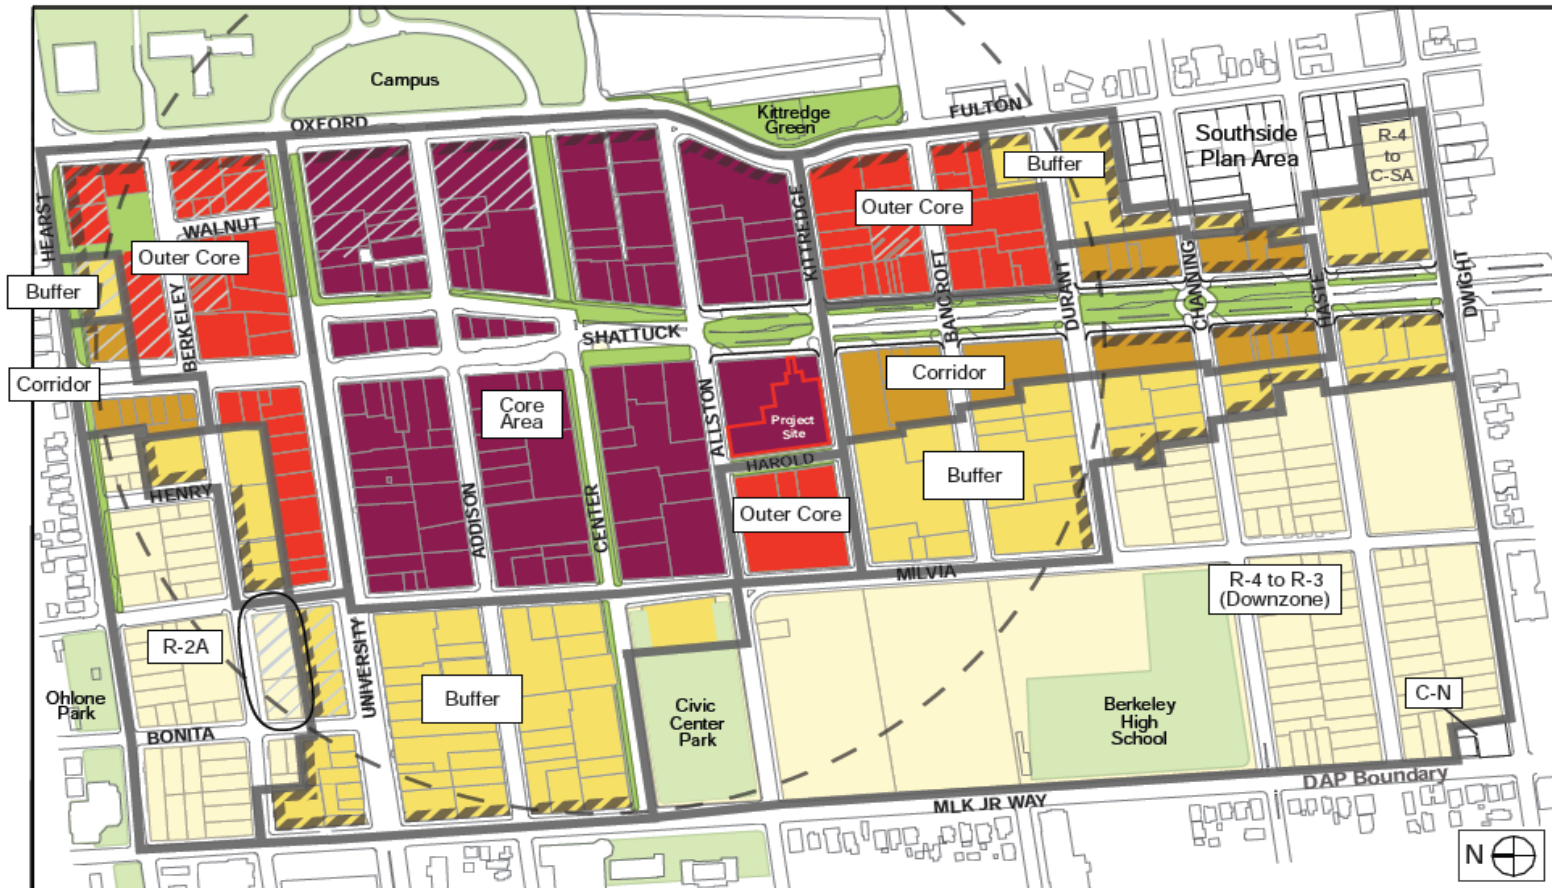 Campus
OXFORD
Kittredge
Green
FULTON
Southside
Plan Area
R-4
to
C-SA
Buffer
HEARST
WALNUT
Outer Core
KITTREDGE
Outer Core
Buffer
BERKELEY
BANCROFT
DURANT
CHANNING
HASTE
DWIGHT
SHATTUCK
Corridor
Core
Area
ALLSTON
Project
Site
Corridor
HAROLD
HENRY
Buffer
ADDISON
CENTER
Outer Core
MILVIA
R-4 to R-3
(Downzone)
R-2A
UNIVERSITY
Ohlone
Park
Buffer
Civic
Center
Park
Berkeley
High
School
C-N
BONITA
DAP Boundary
MLK JR WAY
N